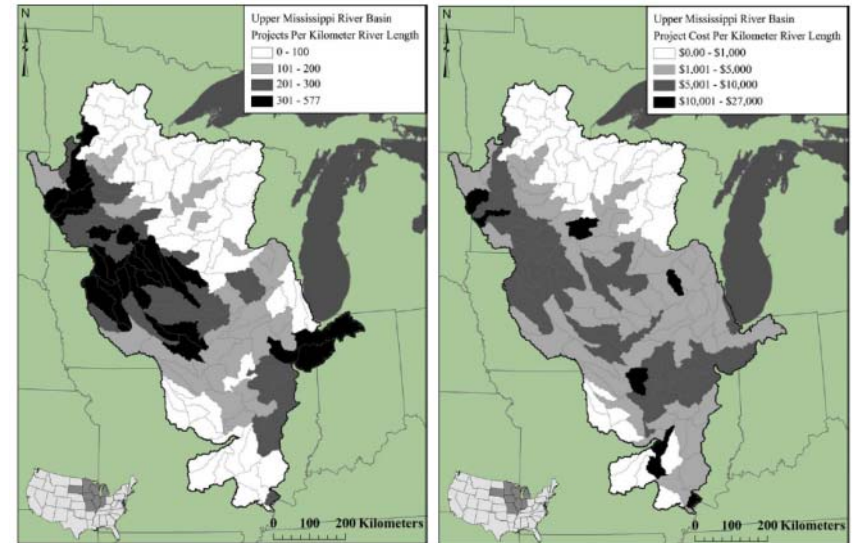 Upper Mississippi River Basin
Projects Per Kilometer River Length
0 - 100
101 - 200
201 - 300
301 - 577
N
0 100 200 Kilometers
Upper Mississippi River Basin
Project Cost Per Kilometer River Length
$0.00 - $1,000
$1,001 - $5,000
$5,001 - $10,000
$10,001 - $27,000
N
0 100 200 Kilometers